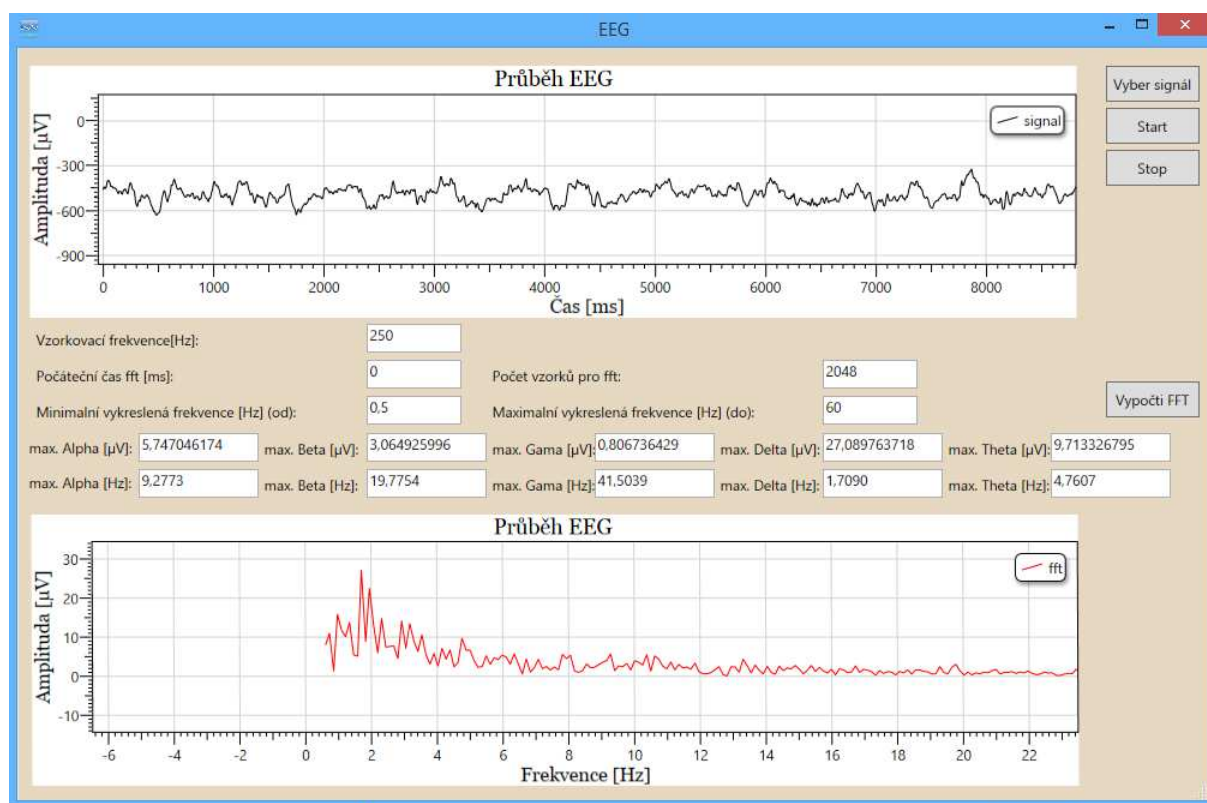 EEG
Průběh EEG
Amplituda [µV]
0
-300
-600
-900
signal
0 1000 2000 3000 4000 5000 6000 7000 8000
Čas [ms]
Vyber signál
Start
Stop
Vzorkovací frekvence[Hz]: 250
Počáteční čas fft [ms]: 0 Počet vzorků pro fft: 2048
Minimalní vykreslená frekvence [Hz] (od): 0,5 Maximalní vykreslená frekvence [Hz] (do): 60
Vypočti FFT
max. Alpha [µV]: 5,747046174 max. Beta [µV]: 3,064925996 max. Gama [µV]: 0,806736429 max. Delta [µV]: 27,089763718 max. Theta [µV]: 9,713326795
max. Alpha [Hz]: 9,2773 max. Beta [Hz]: 19,7754 max. Gama [Hz]: 41,5039 max. Delta [Hz]: 1,7090 max. Theta [Hz]: 4,7607
Průběh EEG
Amplituda [µV]
30
20
10
0
-10
fft
-6 -4 -2 0 2 4 6 8 10 12 14 16 18 20 22
Frekvence [Hz]